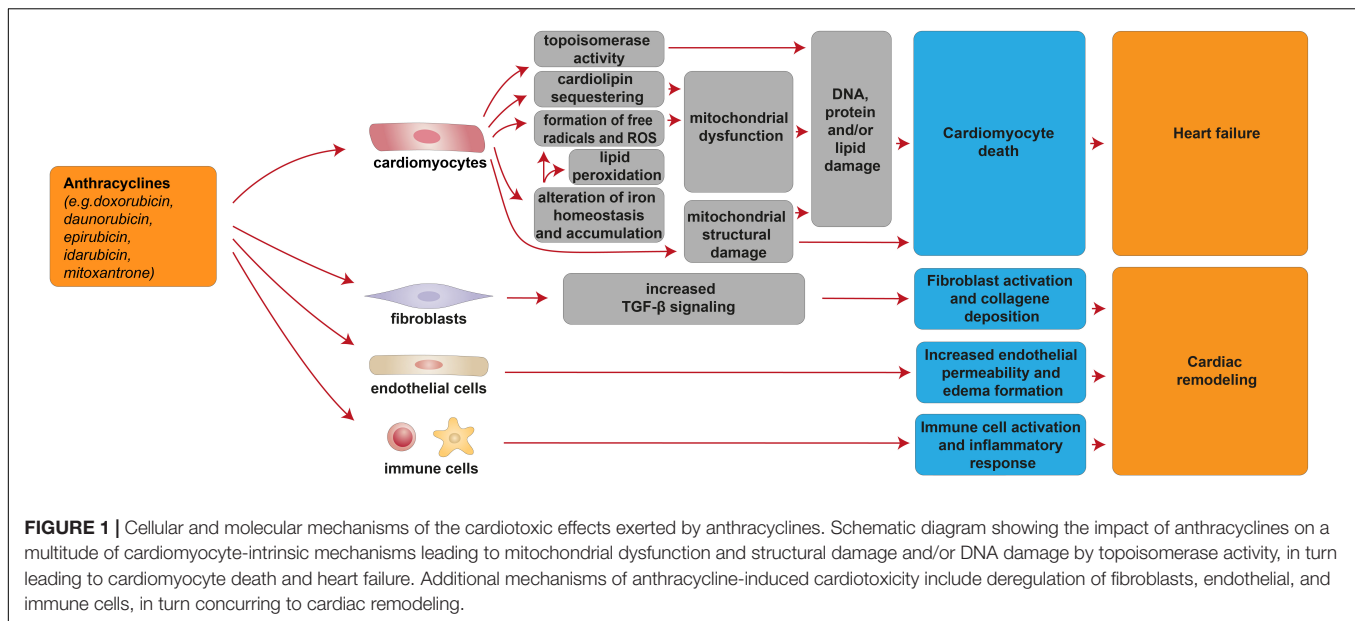 Anthracyclines
(e.g.doxorubicin,
daunorubicin,
epirubicin,
idarubicin,
mitoxantrone)
cardiomyocytes
fibroblasts
endothelial cells
immune cells
topoisomerase
activity
cardiolipin
sequestering
formation of free
radicals and ROS
lipid
peroxidation
alteration of iron
homeostasis
and accumulation
mitochondrial
dysfunction
mitochondrial
structural
damage
DNA,
protein
and/or
lipid
damage
increased
TGF-β signaling
Cardiomyocyte
death
Fibroblast activation
and collagene
deposition
Increased endothelial
permeability and
edema formation
Immune cell activation
and inflammatory
response
Heart failure
Cardiac
remodeling
FIGURE 1 | Cellular and molecular mechanisms of the cardiotoxic effects exerted by anthracyclines. Schematic diagram showing the impact of anthracyclines on a
multitude of cardiomyocyte-intrinsic mechanisms leading to mitochondrial dysfunction and structural damage and/or DNA damage by topoisomerase activity, in turn
leading to cardiomyocyte death and heart failure. Additional mechanisms of anthracycline-induced cardiotoxicity include deregulation of fibroblasts, endothelial, and
immune cells, in turn concurring to cardiac remodeling.